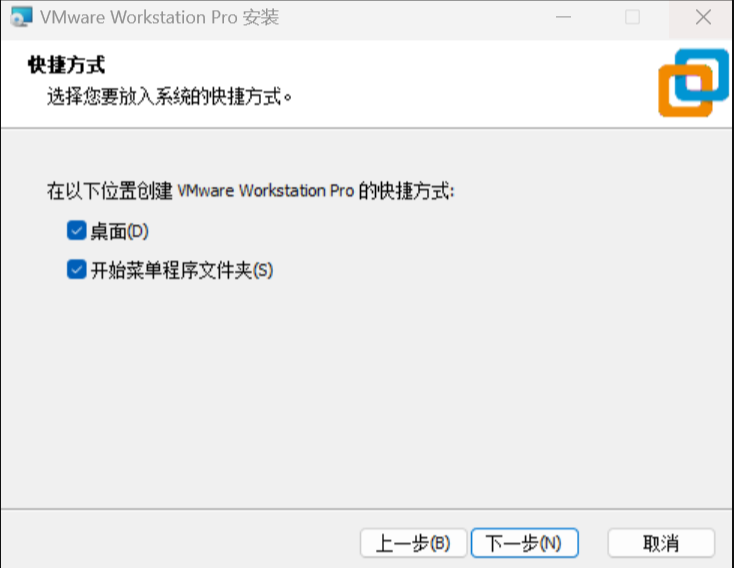 VMware Workstation Pro 安装
快捷方式
选择您要放入系统的快捷方式。
在以下位置创建 VMware Workstation Pro 的快捷方式:
桌面(D)
开始菜单程序文件夹(S)
上一步(B) 下一步(N) 取消